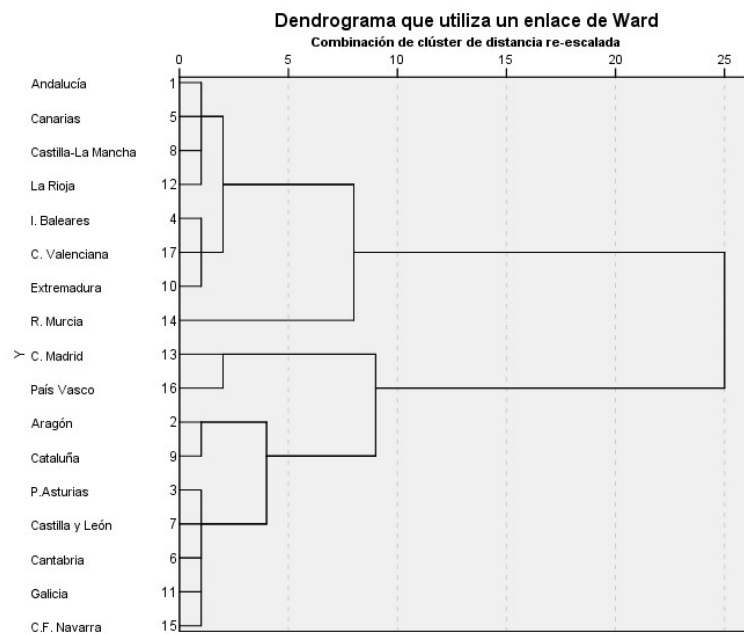 Dendrograma que utiliza un enlace de Ward
Combinación de clúster de distancia re-escalada
0 5 10 15 20 25
Andalucía 1
Canarias 5
Castilla-La Mancha 8
La Rioja 12
I. Baleares 4
C. Valenciana 17
Extremadura 10
R. Murcia 14
Y
C. Madrid 13
País Vasco 16
Aragón 2
Cataluña 9
P.Asturias 3
Castilla y León 7
Cantabria 6
Galicia 11
C.F. Navarra 15